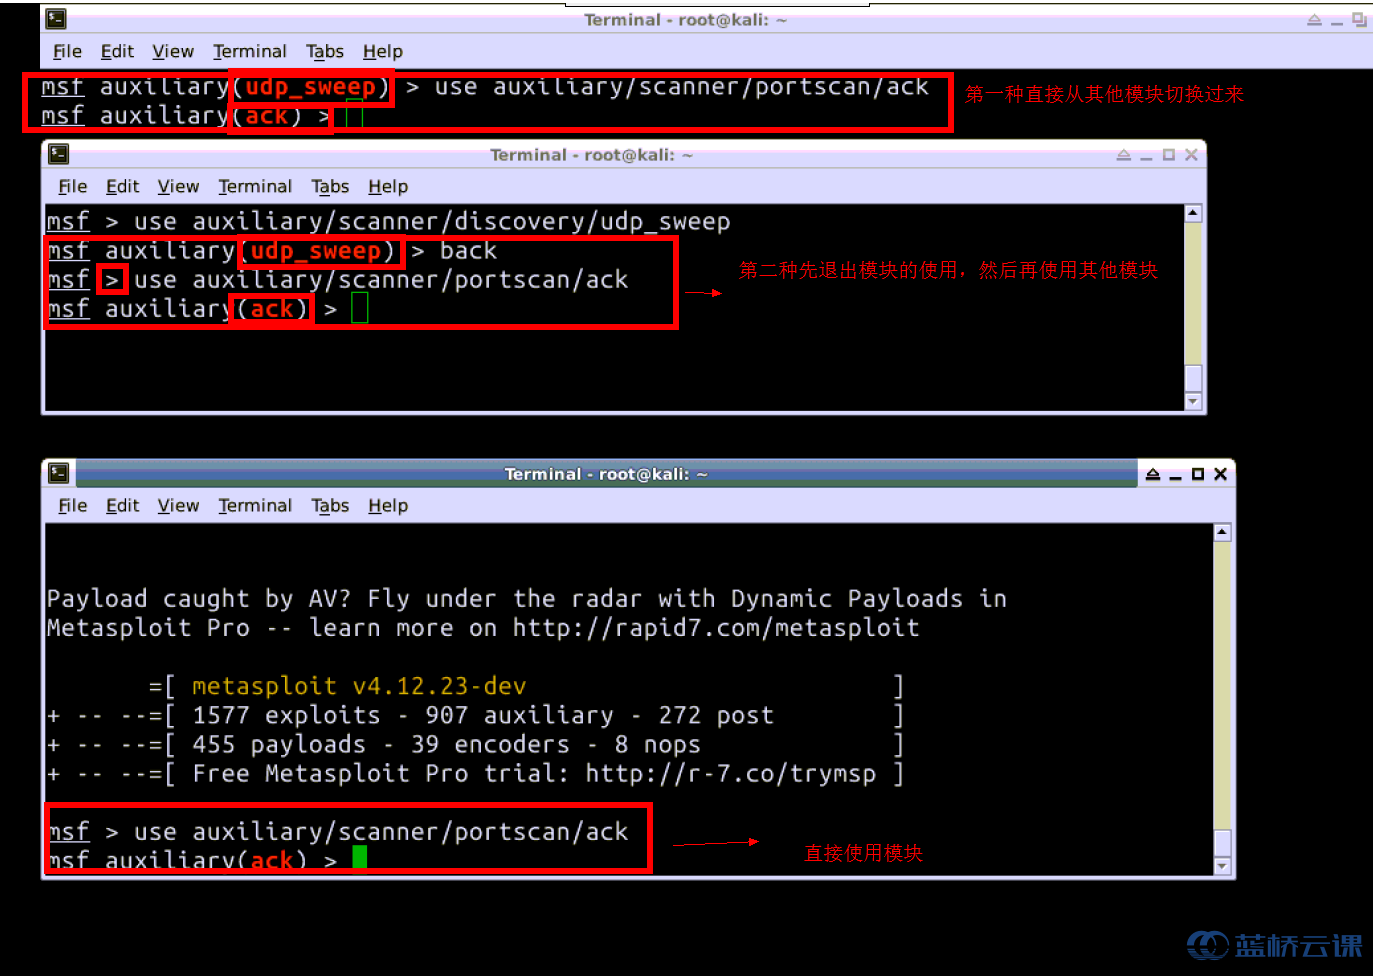 Terminal - root@kali: ~
File Edit View Terminal Tabs Help
msf auxiliary(udp_sweep) > use auxiliary/scanner/portscan/ack
第一种直接从其他模块切换过来
msf auxiliary(ack) >
Terminal - root@kali: ~
File Edit View Terminal Tabs Help
msf > use auxiliary/scanner/discovery/udp_sweep
msf auxiliary(udp_sweep) > back
第二种先退出模块的使用，然后再使用其他模块
msf > use auxiliary/scanner/portscan/ack
msf auxiliary(ack) >
Terminal - root@kali: ~
File Edit View Terminal Tabs Help
Payload caught by AV? Fly under the radar with Dynamic Payloads in
Metasploit Pro -- learn more on http://rapid7.com/metasploit
=[ metasploit v4.12.23-dev ]
+ -- --=[ 1577 exploits - 907 auxiliary - 272 post ]
+ -- --=[ 455 payloads - 39 encoders - 8 nops ]
+ -- --=[ Free Metasploit Pro trial: http://r-7.co/trymsp ]
msf > use auxiliary/scanner/portscan/ack
msf auxiliary(ack) >
直接使用模块
蓝桥云课